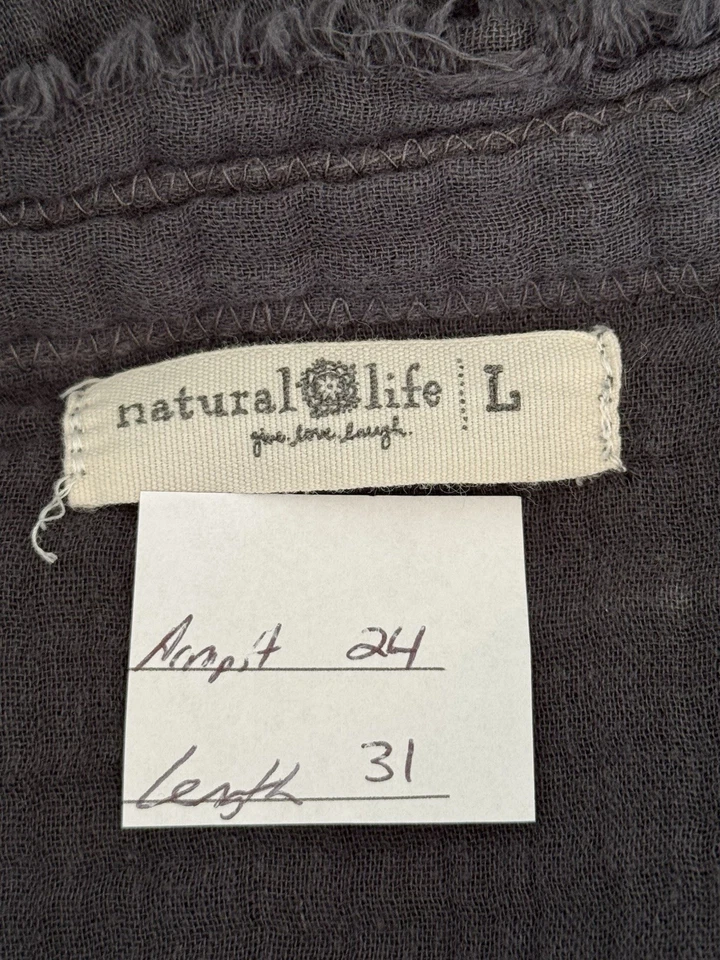 natural life L
give. love. laugh.
Armpit 24
Length 31